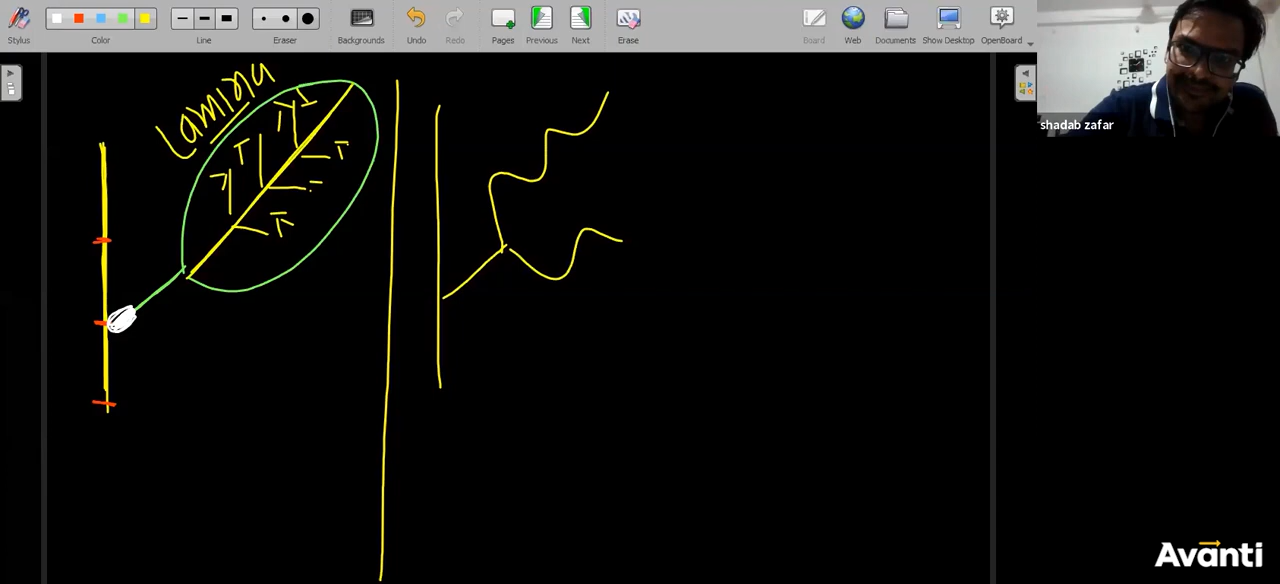 Stylus
Color
Line
Eraser
Backgrounds
Undo
Redo
Pages
Previous
Next
Erase
Board
Web
Documents
Show Desktop
OpenBoard
shadab zafar
Lamina
Avanti